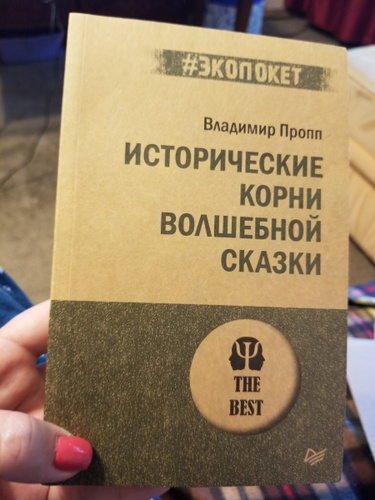 #ЭКОПОКЕТ
Владимир Пропп
ИСТОРИЧЕСКИЕ
КОРНИ
ВОЛШЕБНОЙ
СКАЗКИ
Ψ
THE
BEST